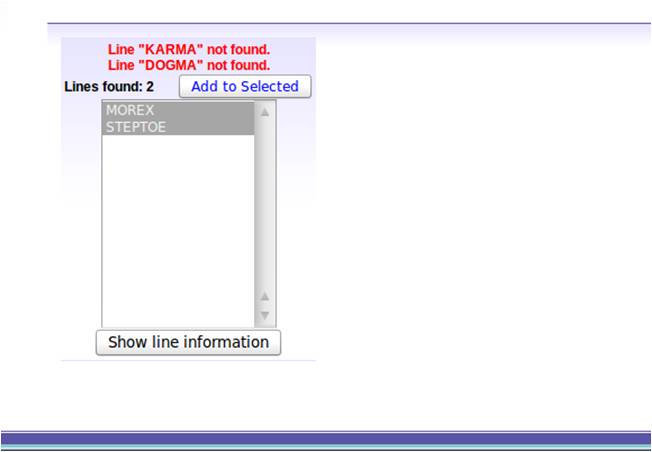 Line "KARMA" not found.
Line "DOGMA" not found.
Lines found: 2 Add to Selected
MOREX
STEPTOE
Show line information